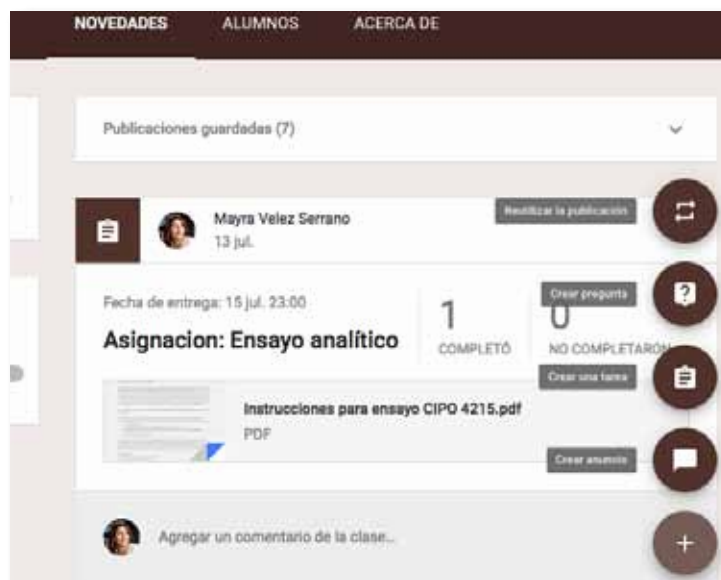 NOVEDADES ALUMNOS ACERCA DE
Publicaciones guardadas (7)
Reutilizar la publicación
Mayra Velez Serrano
13 jul.
Fecha de entrega: 15 jul. 23:00
Crear pregunta
Asignacion: Ensayo analítico
1
COMPLETÓ
0
NO COMPLETARON
Crear una tarea
Instrucciones para ensayo CIPO 4215.pdf
PDF
Crear anuncio
Agregar un comentario de la clase...